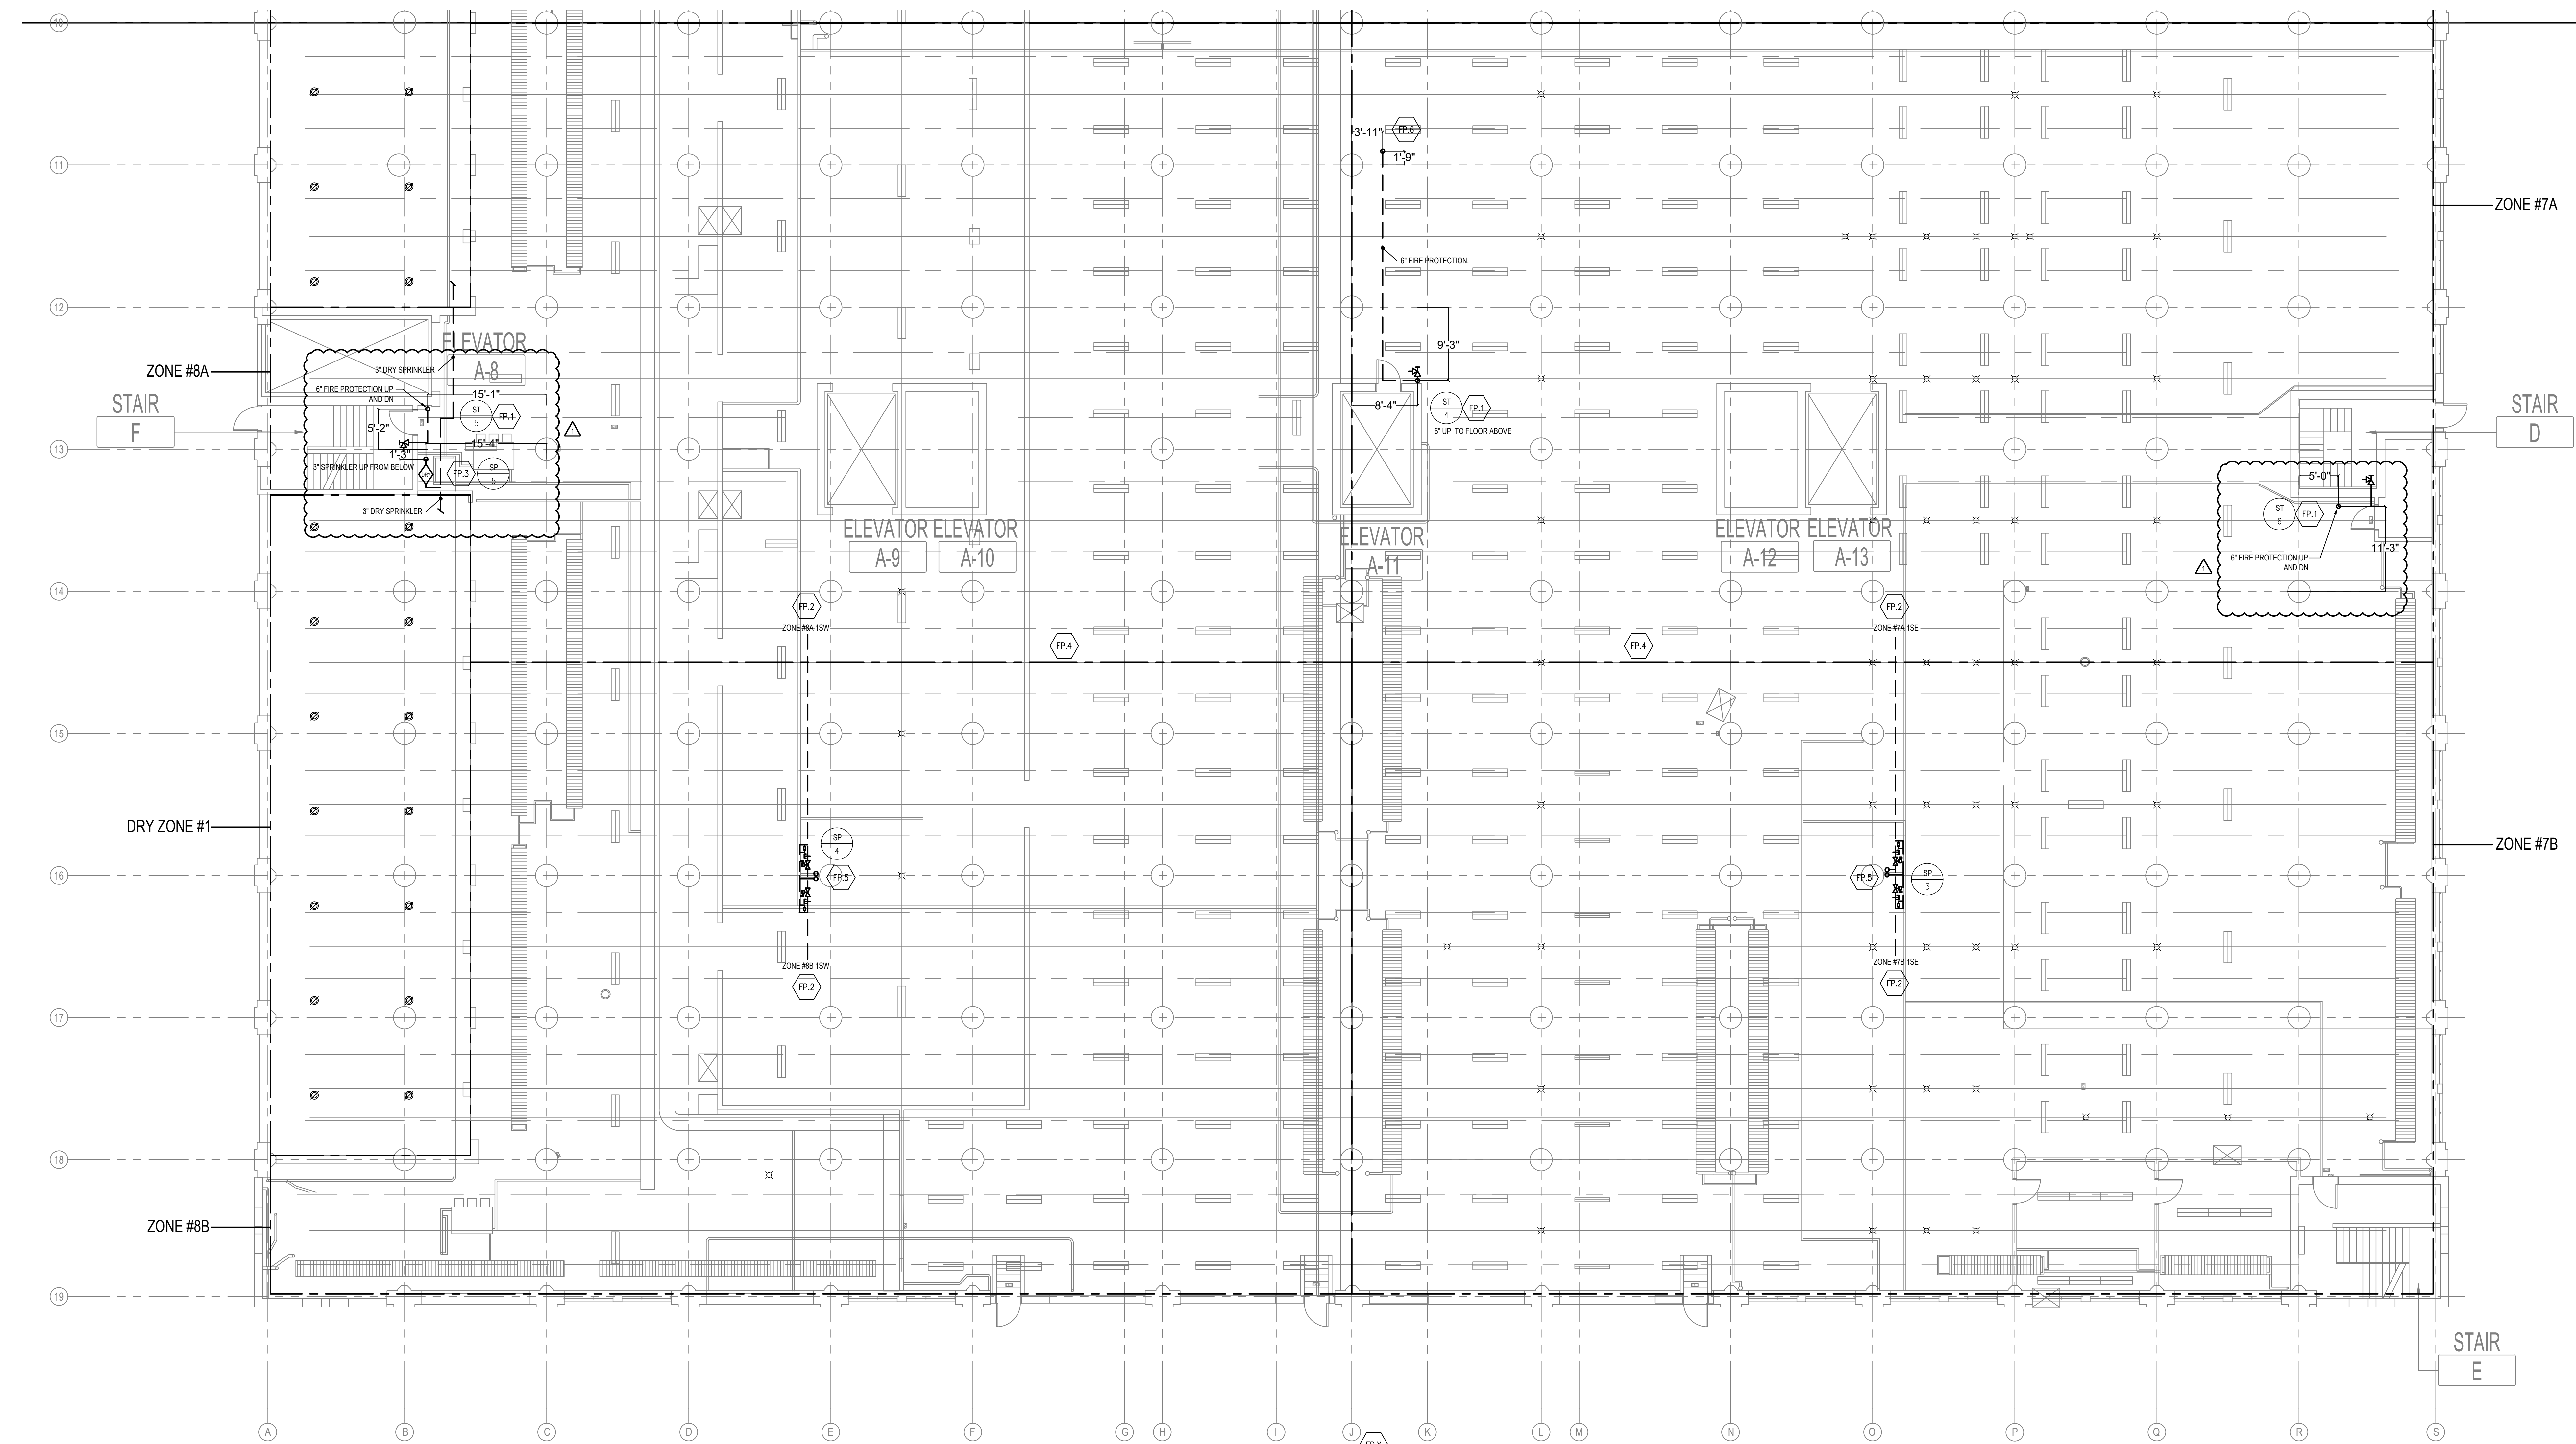 10
11
3'-11"
FP.6
1'-9"
ZONE #7A
6" FIRE PROTECTION.
12
ELEVATOR
A-8
9'-3"
ZONE #8A
3" DRY SPRINKLER
6" FIRE PROTECTION UP
AND DN
15'-1"
STAIR
F
ST
5
FP.1
5'-2"
8'-4"
ST
4
FP.1
6" UP TO FLOOR ABOVE
STAIR
D
1
13
15'-4"
1'-3"
3" SPRINKLER UP FROM BELOW
DRY
FP.3
SP
5
3" DRY SPRINKLER
5'-0"
ST
6
FP.1
11'-3"
6" FIRE PROTECTION UP
AND DN
1
ELEVATOR
A-9
ELEVATOR
A-10
ELEVATOR
A-11
ELEVATOR
A-12
ELEVATOR
A-13
14
FP.2
ZONE #8A 1SW
FP.2
ZONE #7A 1SE
FP.4
FP.4
15
DRY ZONE #1
SP
4
FP.5
FP.5
SP
3
ZONE #7B
16
ZONE #8B 1SW
FP.2
ZONE #7B 1SE
FP.2
17
18
ZONE #8B
19
STAIR
E
A B C D E F G H I J K L M N O P Q R S